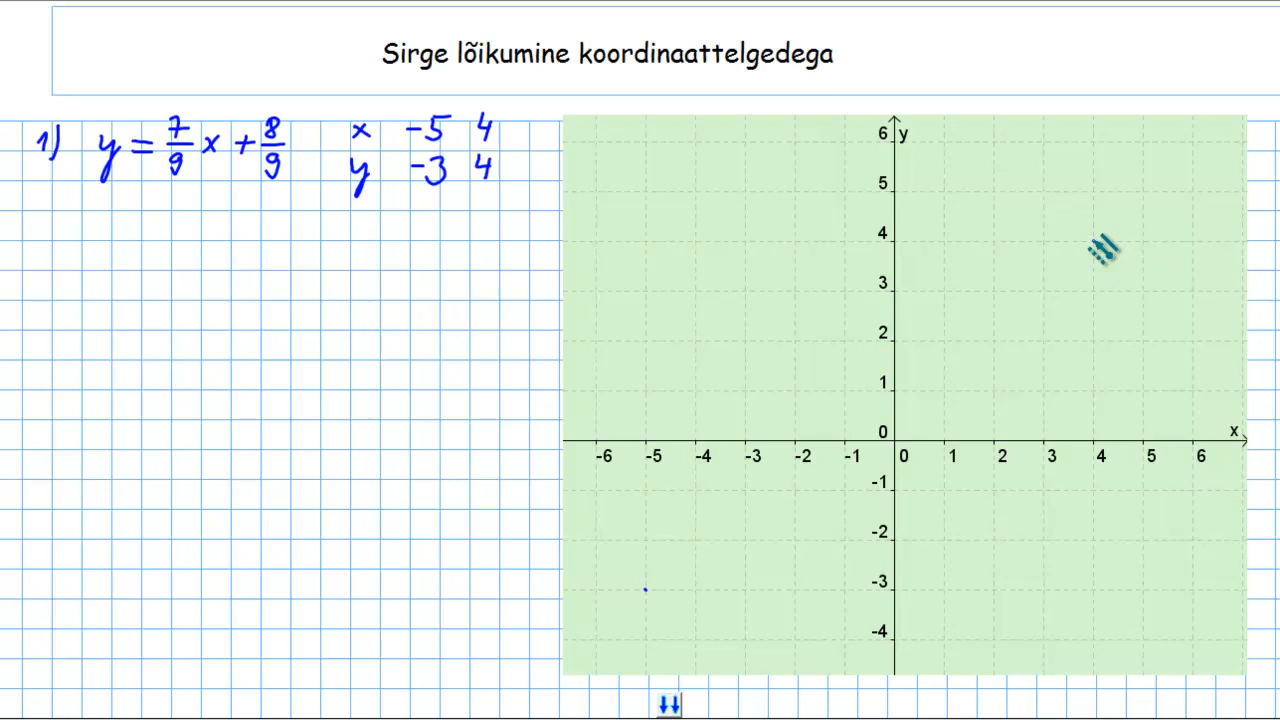 Sirge lõikumine koordinaattelgedega
1) y = 7/9 x + 8/9
x -5 4
y -3 4
6 y
5
4
3
2
1
0 x
-6 -5 -4 -3 -2 -1 0 1 2 3 4 5 6
-1
-2
-3
-4